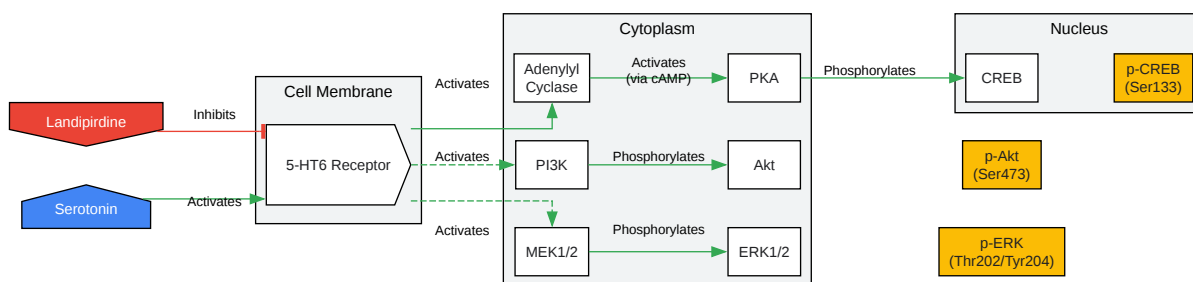 Cytoplasm
Nucleus
Adenylyl
Cyclase
Activates
(via cAMP)
PKA
Phosphorylates
CREB
p-CREB
(Ser133)
Activates
Cell Membrane
Landipirdine
Inhibits
5-HT6 Receptor
Activates
PI3K
Phosphorylates
Akt
p-Akt
(Ser473)
Serotonin
Activates
Activates
MEK1/2
Phosphorylates
ERK1/2
p-ERK
(Thr202/Tyr204)